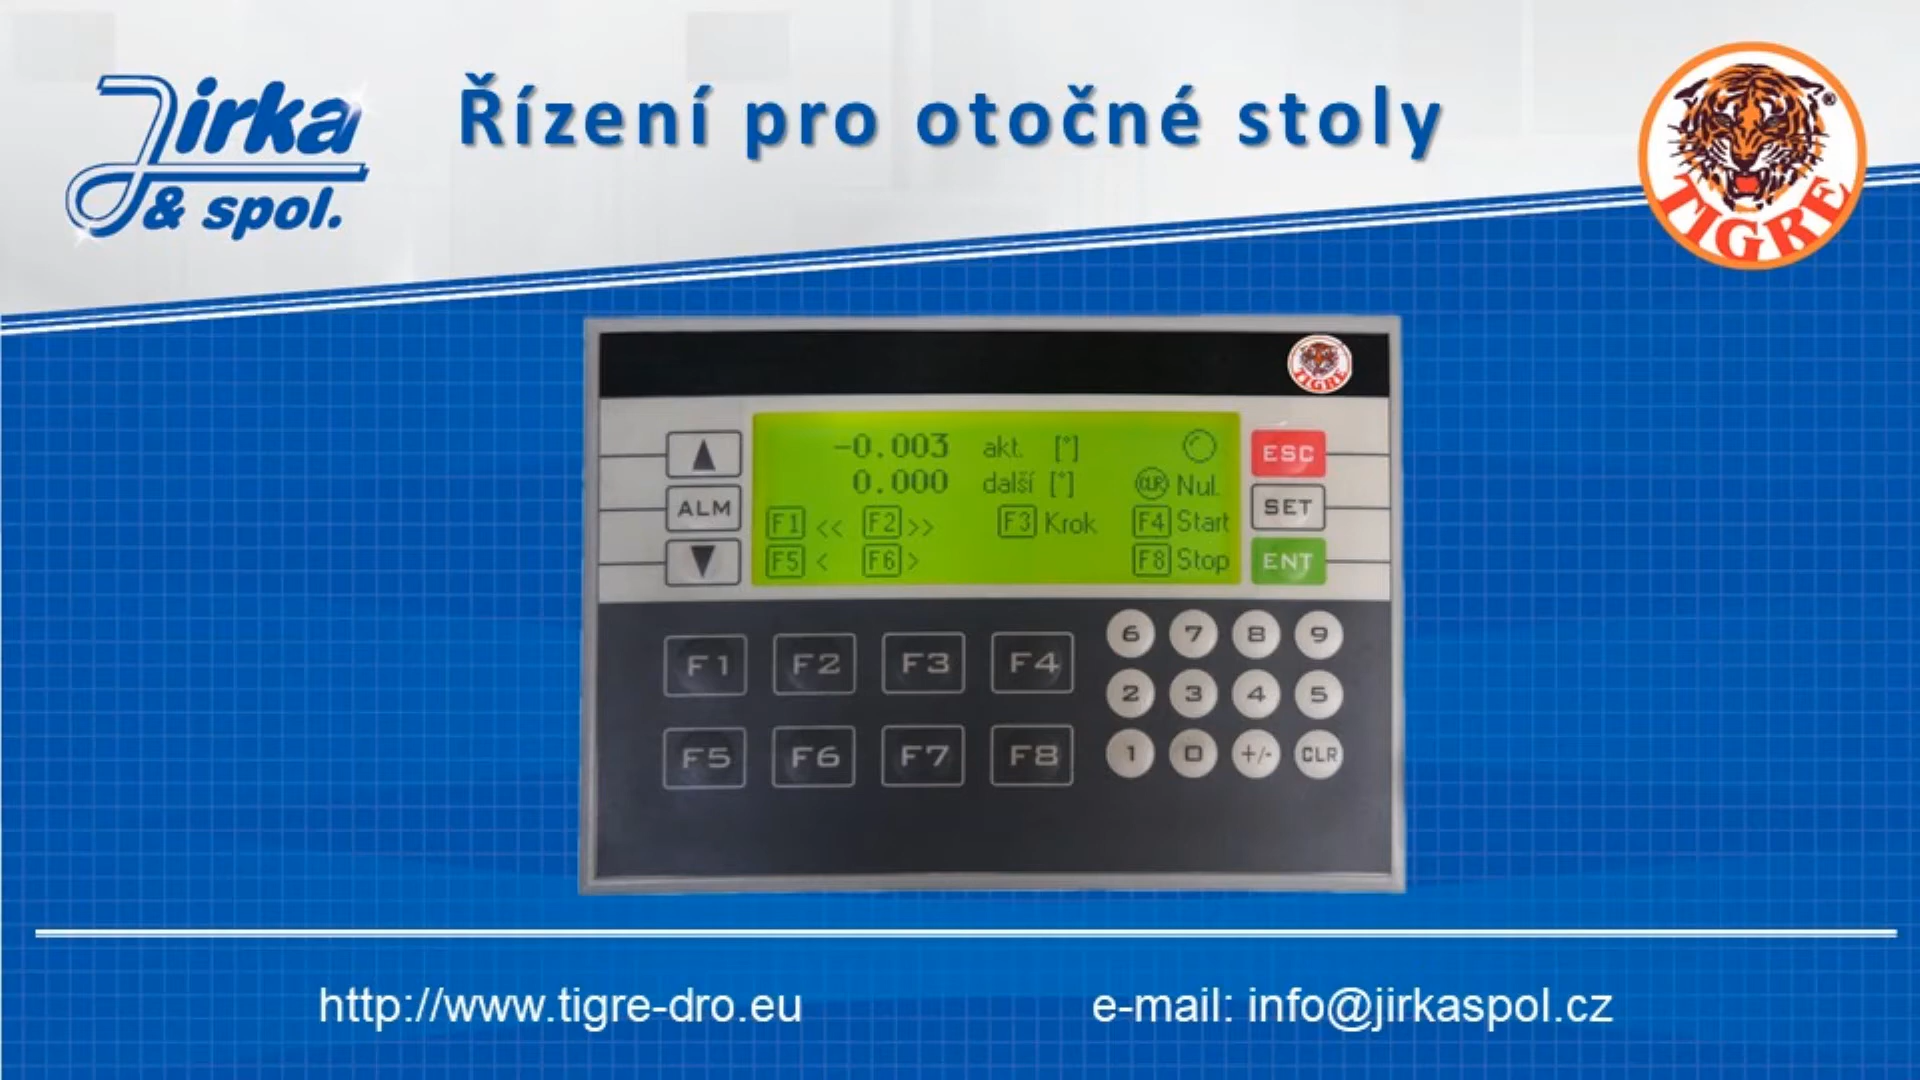 Jirka
& spol.
Řízení pro otočné stoly
TIGRE
TIGRE
-0.003 akt. [°]
0.000 další [°] CLR Nul.
F1 << F2 >> F3 Krok F4 Start
F5 < F6 > F8 Stop
ALM
ESC
SET
ENT
F1 F2 F3 F4
F5 F6 F7 F8
6 7 8 9
2 3 4 5
1 0 +/- CLR
http://www.tigre-dro.eu
e-mail: info@jirkaspol.cz